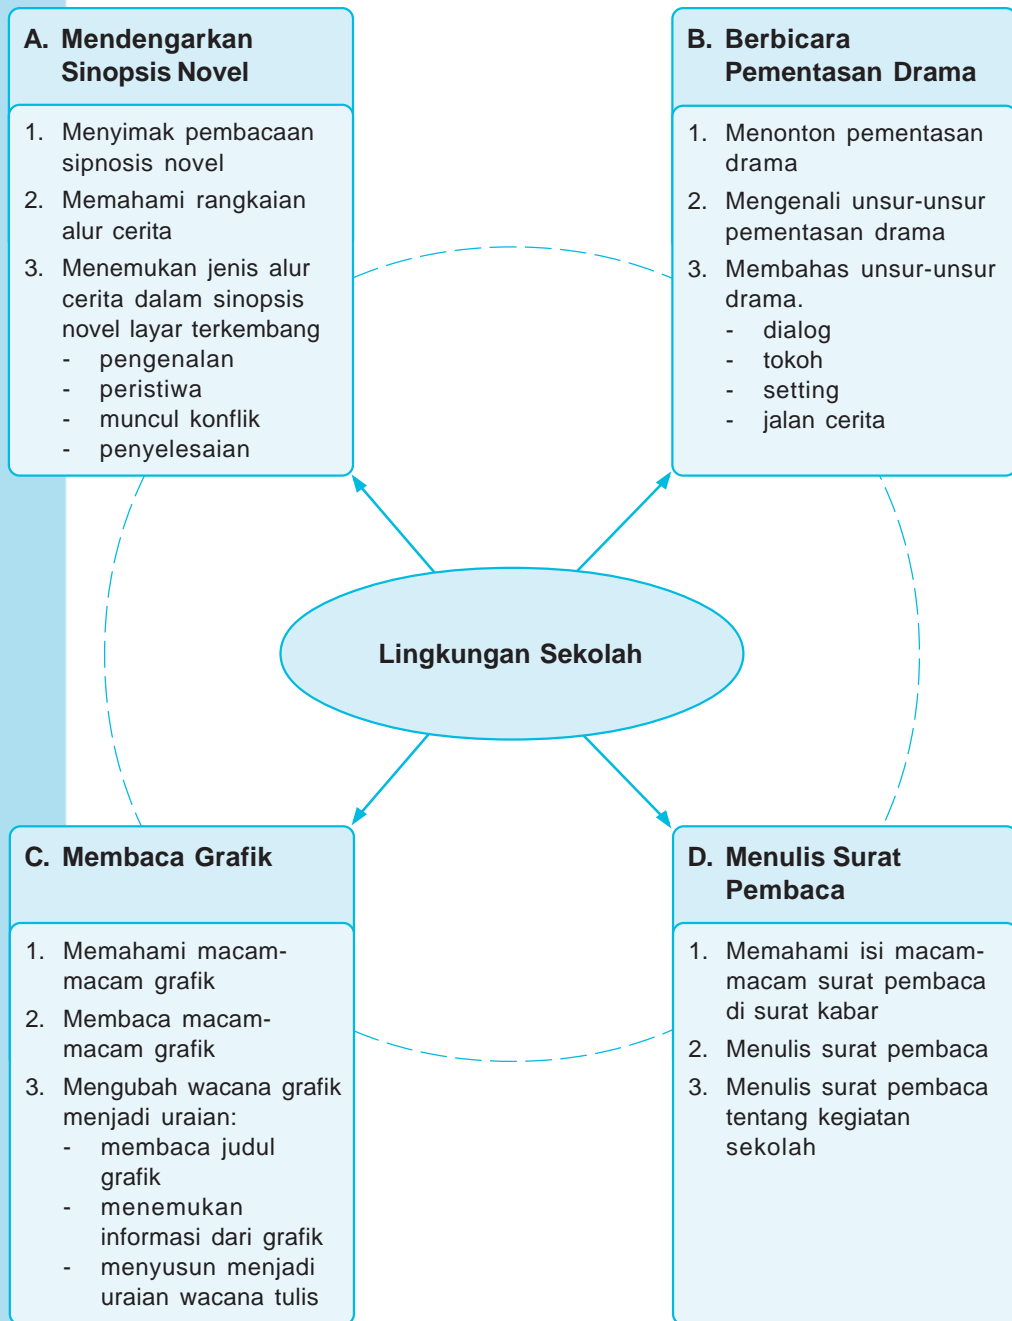 A. Mendengarkan
Sinopsis Novel
1. Menyimak pembacaan
sipnosis novel
2. Memahami rangkaian
alur cerita
3. Menemukan jenis alur
cerita dalam sinopsis
novel layar terkembang
- pengenalan
- peristiwa
- muncul konflik
- penyelesaian
B. Berbicara
Pementasan Drama
1. Menonton pementasan
drama
2. Mengenali unsur-unsur
pementasan drama
3. Membahas unsur-unsur
drama.
- dialog
- tokoh
- setting
- jalan cerita
Lingkungan Sekolah
C. Membaca Grafik
1. Memahami macam-
macam grafik
2. Membaca macam-
macam grafik
3. Mengubah wacana grafik
menjadi uraian:
- membaca judul
grafik
- menemukan
informasi dari grafik
- menyusun menjadi
uraian wacana tulis
D. Menulis Surat
Pembaca
1. Memahami isi macam-
macam surat pembaca
di surat kabar
2. Menulis surat pembaca
3. Menulis surat pembaca
tentang kegiatan
sekolah